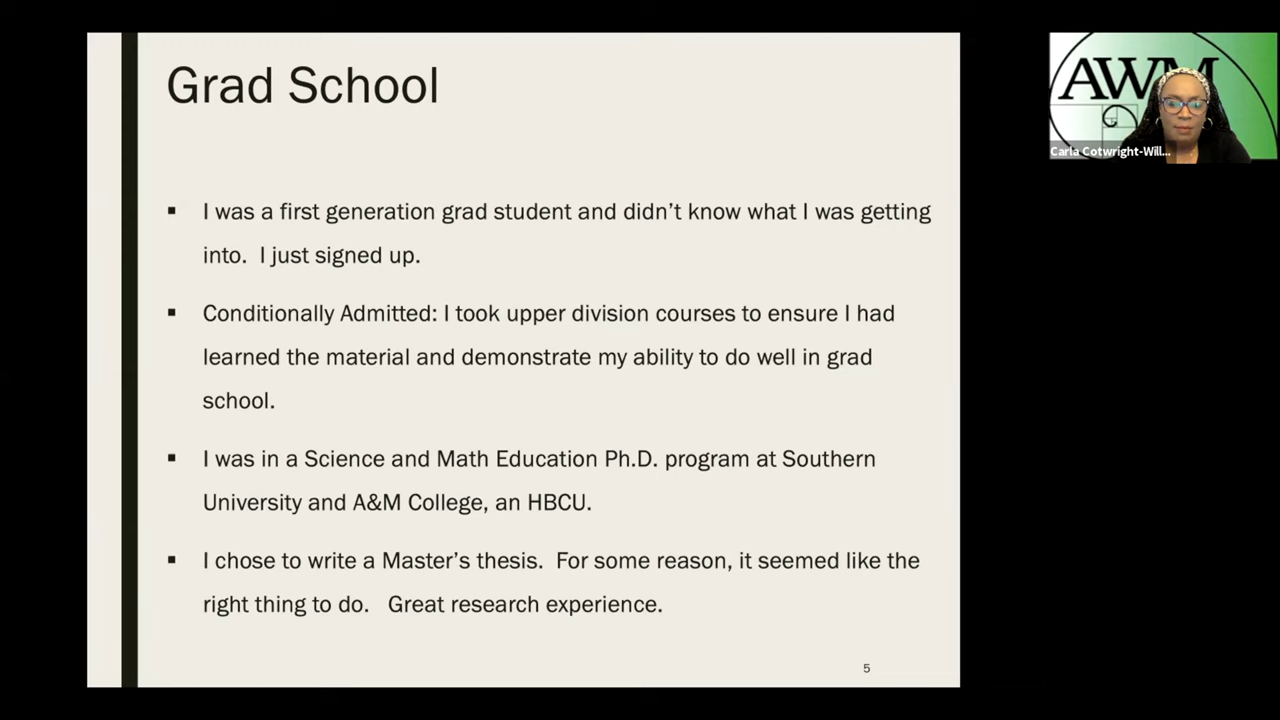 Grad School
▪ I was a first generation grad student and didn’t know what I was getting
into.  I just signed up.
▪ Conditionally Admitted: I took upper division courses to ensure I had
learned the material and demonstrate my ability to do well in grad
school.
▪ I was in a Science and Math Education Ph.D. program at Southern
University and A&M College, an HBCU.
▪ I chose to write a Master’s thesis.  For some reason, it seemed like the
right thing to do.   Great research experience.
5
AWM
Carla Cotwright-Will...